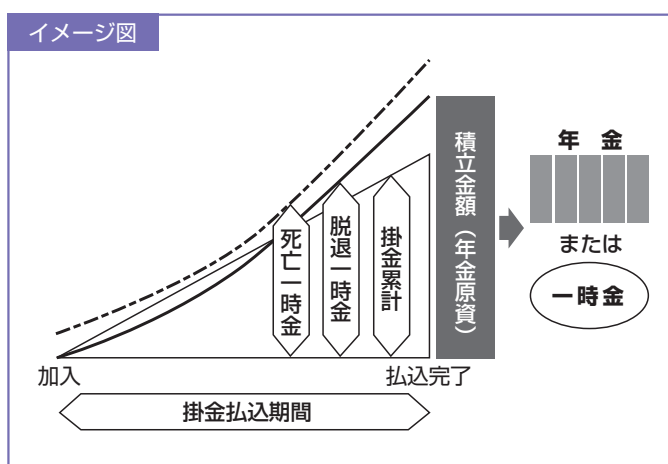 イメージ図
死亡一時金
脱退一時金
掛金累計
積立金額（年金原資）
年 金
または
一時金
加入
払込完了
掛金払込期間